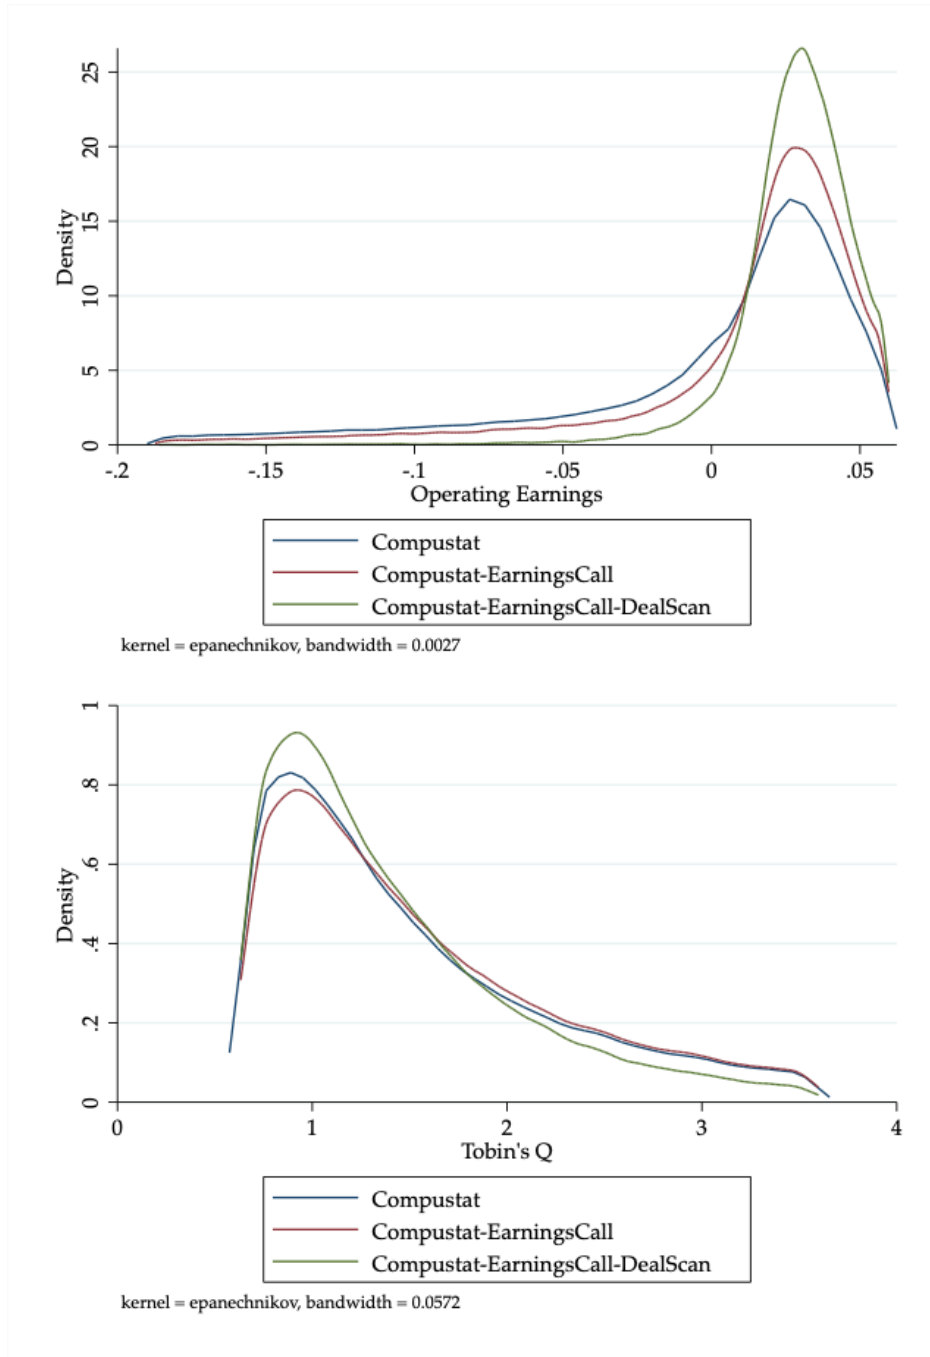 Density
25
20
15
10
5
0
-.2
-.15
-.1
-.05
0
.05
Operating Earnings
Compustat
Compustat-EarningsCall
Compustat-EarningsCall-DealScan
kernel = epanechnikov, bandwidth = 0.0027
Density
1
.8
.6
.4
.2
0
0
1
2
3
4
Tobin's Q
Compustat
Compustat-EarningsCall
Compustat-EarningsCall-DealScan
kernel = epanechnikov, bandwidth = 0.0572